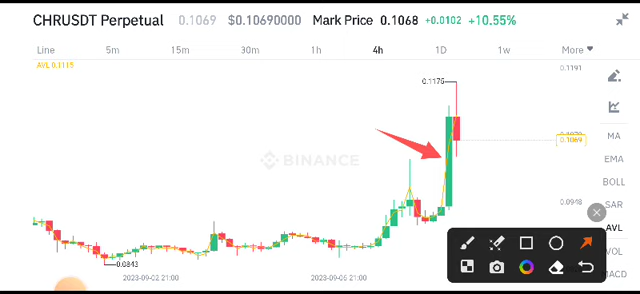 CHRUSDT Perpetual 0.1069 $0.10690000 Mark Price 0.1068 +0.0102 +10.55%
Line 5m 15m 30m 1h 4h 1D 1w More
AVL 0.1115
0.1191
0.1175
MA
0.1069
EMA
BINANCE
BOLL
0.0948
SAR
AVL
VOL
0.0843
MACD
2023-09-02 21:00 2023-09-06 21:00